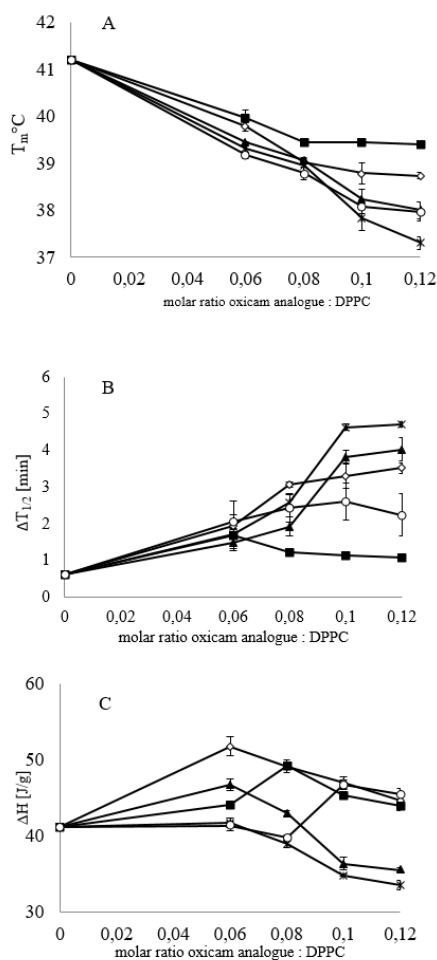 A
42
41
40
39
38
37
Tm°C
0 0,02 0,04 0,06 0,08 0,1 0,12
molar ratio oxicam analogue : DPPC
B
6
5
4
3
2
1
0
ΔT1/2 [min]
0 0,02 0,04 0,06 0,08 0,1 0,12
molar ratio oxicam analogue : DPPC
C
60
50
40
30
ΔH [J/g]
0 0,02 0,04 0,06 0,08 0,1 0,12
molar ratio oxicam analogue : DPPC